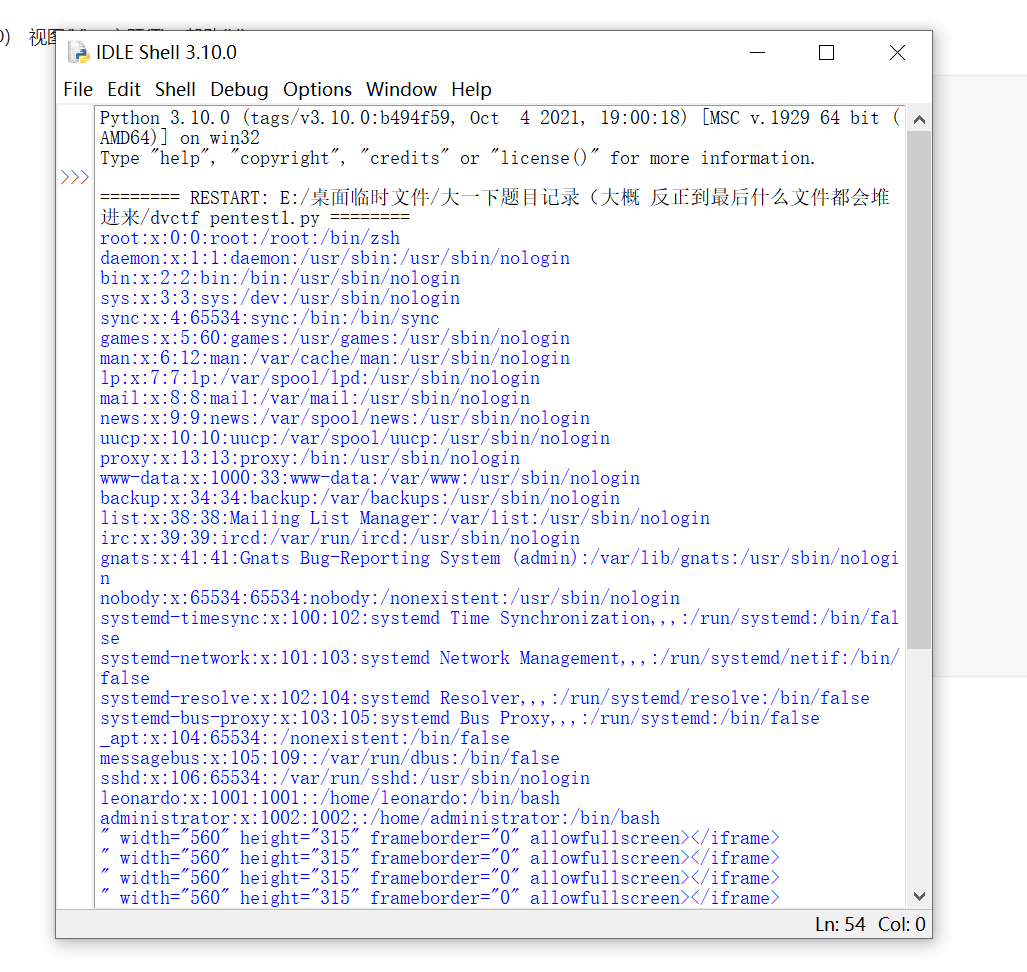 IDLE Shell 3.10.0
File Edit Shell Debug Options Window Help
Python 3.10.0 (tags/v3.10.0:b494f59, Oct  4 2021, 19:00:18) [MSC v.1929 64 bit (
AMD64)] on win32
Type "help", "copyright", "credits" or "license()" for more information.
>>>
======== RESTART: E:/桌面临时文件/大一下题目记录（大概 反正到最后什么文件都会堆
进来/dvctf pentest1.py ========
root:x:0:0:root:/root:/bin/zsh
daemon:x:1:1:daemon:/usr/sbin:/usr/sbin/nologin
bin:x:2:2:bin:/bin:/usr/sbin/nologin
sys:x:3:3:sys:/dev:/usr/sbin/nologin
sync:x:4:65534:sync:/bin:/bin/sync
games:x:5:60:games:/usr/games:/usr/sbin/nologin
man:x:6:12:man:/var/cache/man:/usr/sbin/nologin
lp:x:7:7:lp:/var/spool/lpd:/usr/sbin/nologin
mail:x:8:8:mail:/var/mail:/usr/sbin/nologin
news:x:9:9:news:/var/spool/news:/usr/sbin/nologin
uucp:x:10:10:uucp:/var/spool/uucp:/usr/sbin/nologin
proxy:x:13:13:proxy:/bin:/usr/sbin/nologin
www-data:x:1000:33:www-data:/var/www:/usr/sbin/nologin
backup:x:34:34:backup:/var/backups:/usr/sbin/nologin
list:x:38:38:Mailing List Manager:/var/list:/usr/sbin/nologin
irc:x:39:39:ircd:/var/run/ircd:/usr/sbin/nologin
gnats:x:41:41:Gnats Bug-Reporting System (admin):/var/lib/gnats:/usr/sbin/nologi
n
nobody:x:65534:65534:nobody:/nonexistent:/usr/sbin/nologin
systemd-timesync:x:100:102:systemd Time Synchronization,,,:/run/systemd:/bin/fal
se
systemd-network:x:101:103:systemd Network Management,,,:/run/systemd/netif:/bin/
false
systemd-resolve:x:102:104:systemd Resolver,,,:/run/systemd/resolve:/bin/false
systemd-bus-proxy:x:103:105:systemd Bus Proxy,,,:/run/systemd:/bin/false
_apt:x:104:65534::/nonexistent:/bin/false
messagebus:x:105:109::/var/run/dbus:/bin/false
sshd:x:106:65534::/var/run/sshd:/usr/sbin/nologin
leonardo:x:1001:1001::/home/leonardo:/bin/bash
administrator:x:1002:1002::/home/administrator:/bin/bash
" width="560" height="315" frameborder="0" allowfullscreen></iframe>
" width="560" height="315" frameborder="0" allowfullscreen></iframe>
" width="560" height="315" frameborder="0" allowfullscreen></iframe>
" width="560" height="315" frameborder="0" allowfullscreen></iframe>
Ln: 54 Col: 0